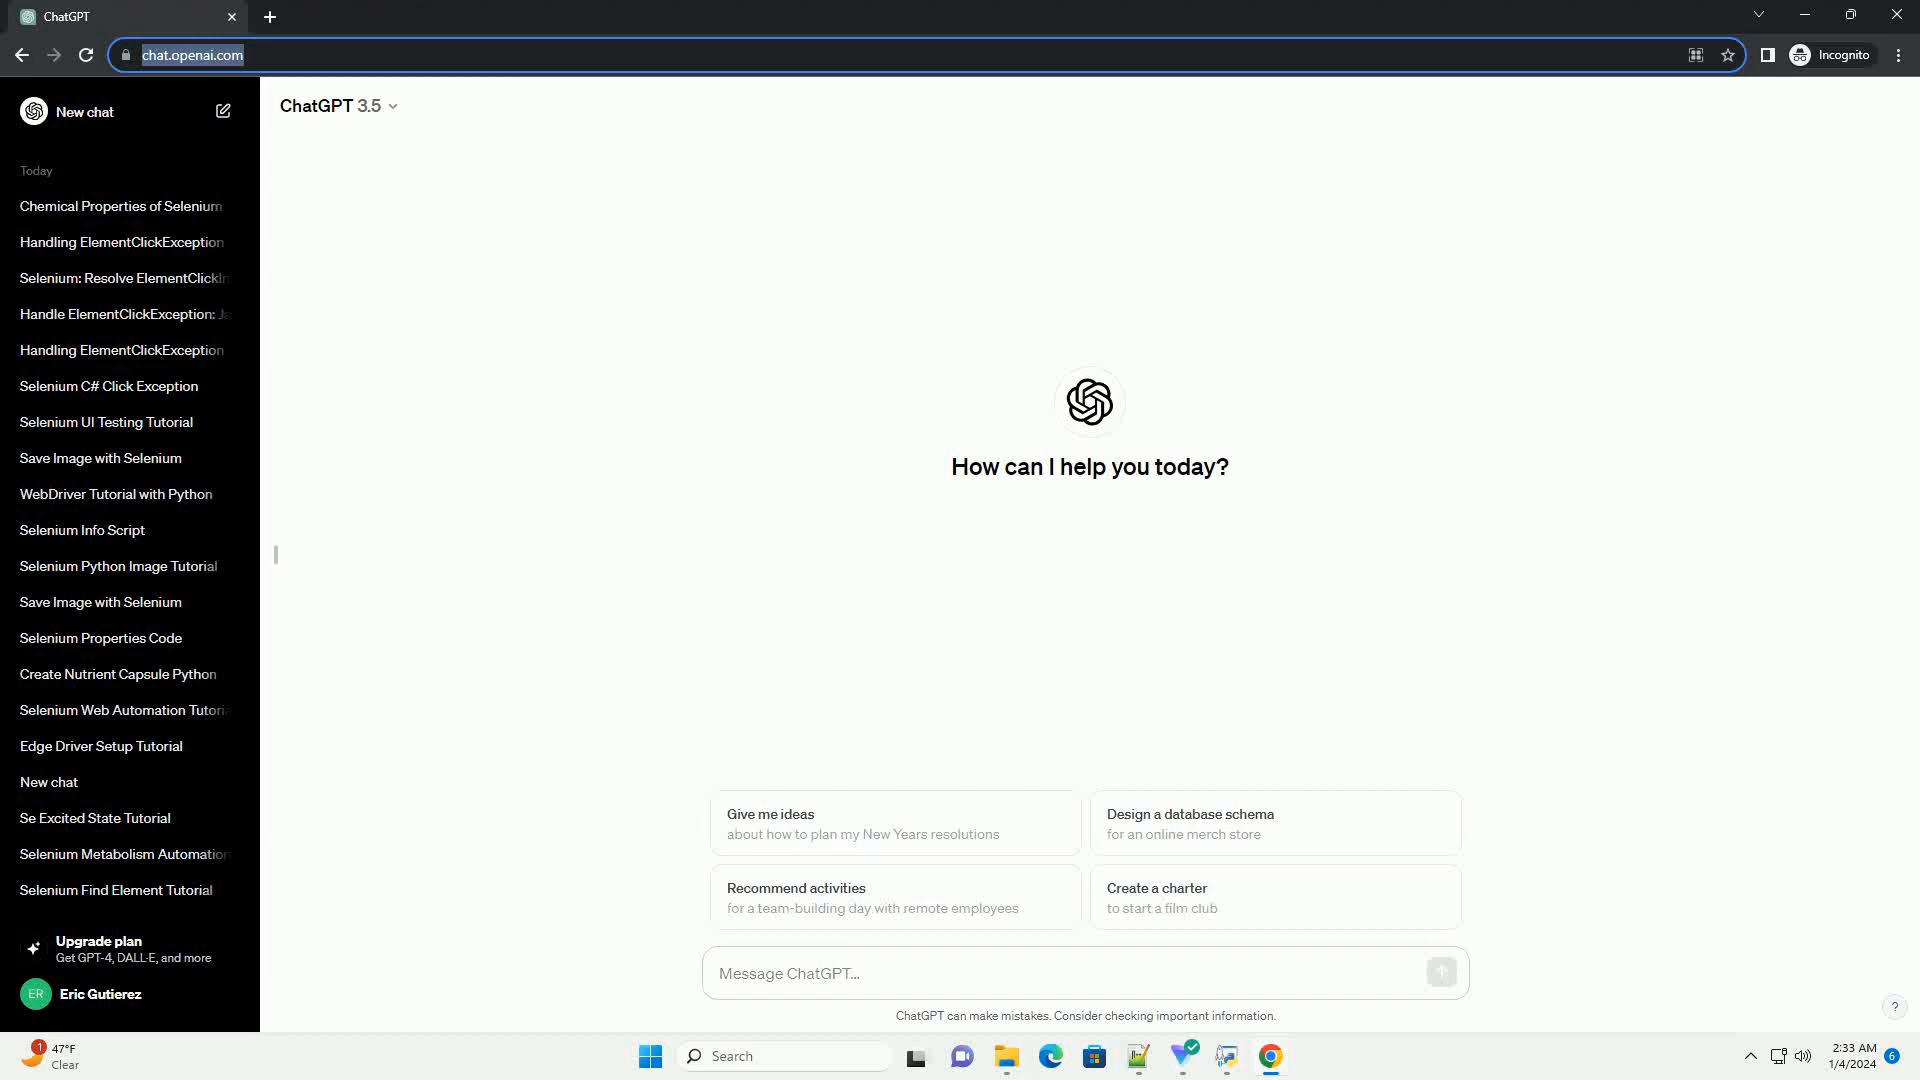 ChatGPT
chat.openai.com
Incognito
New chat
ChatGPT 3.5
Today
Chemical Properties of Selenium
Handling ElementClickException
Selenium: Resolve ElementClickIn
Handle ElementClickException: Ja
Handling ElementClickException
Selenium C# Click Exception
Selenium UI Testing Tutorial
Save Image with Selenium
WebDriver Tutorial with Python
Selenium Info Script
Selenium Python Image Tutorial
Save Image with Selenium
Selenium Properties Code
Create Nutrient Capsule Python
Selenium Web Automation Tutoria
Edge Driver Setup Tutorial
New chat
Se Excited State Tutorial
Selenium Metabolism Automation
Selenium Find Element Tutorial
Upgrade plan
Get GPT-4, DALL·E, and more
ER
Eric Gutierez
How can I help you today?
Give me ideas
about how to plan my New Years resolutions
Design a database schema
for an online merch store
Recommend activities
for a team-building day with remote employees
Create a charter
to start a film club
Message ChatGPT...
ChatGPT can make mistakes. Consider checking important information.
?
1
47°F
Clear
Search
2:33 AM
1/4/2024
6